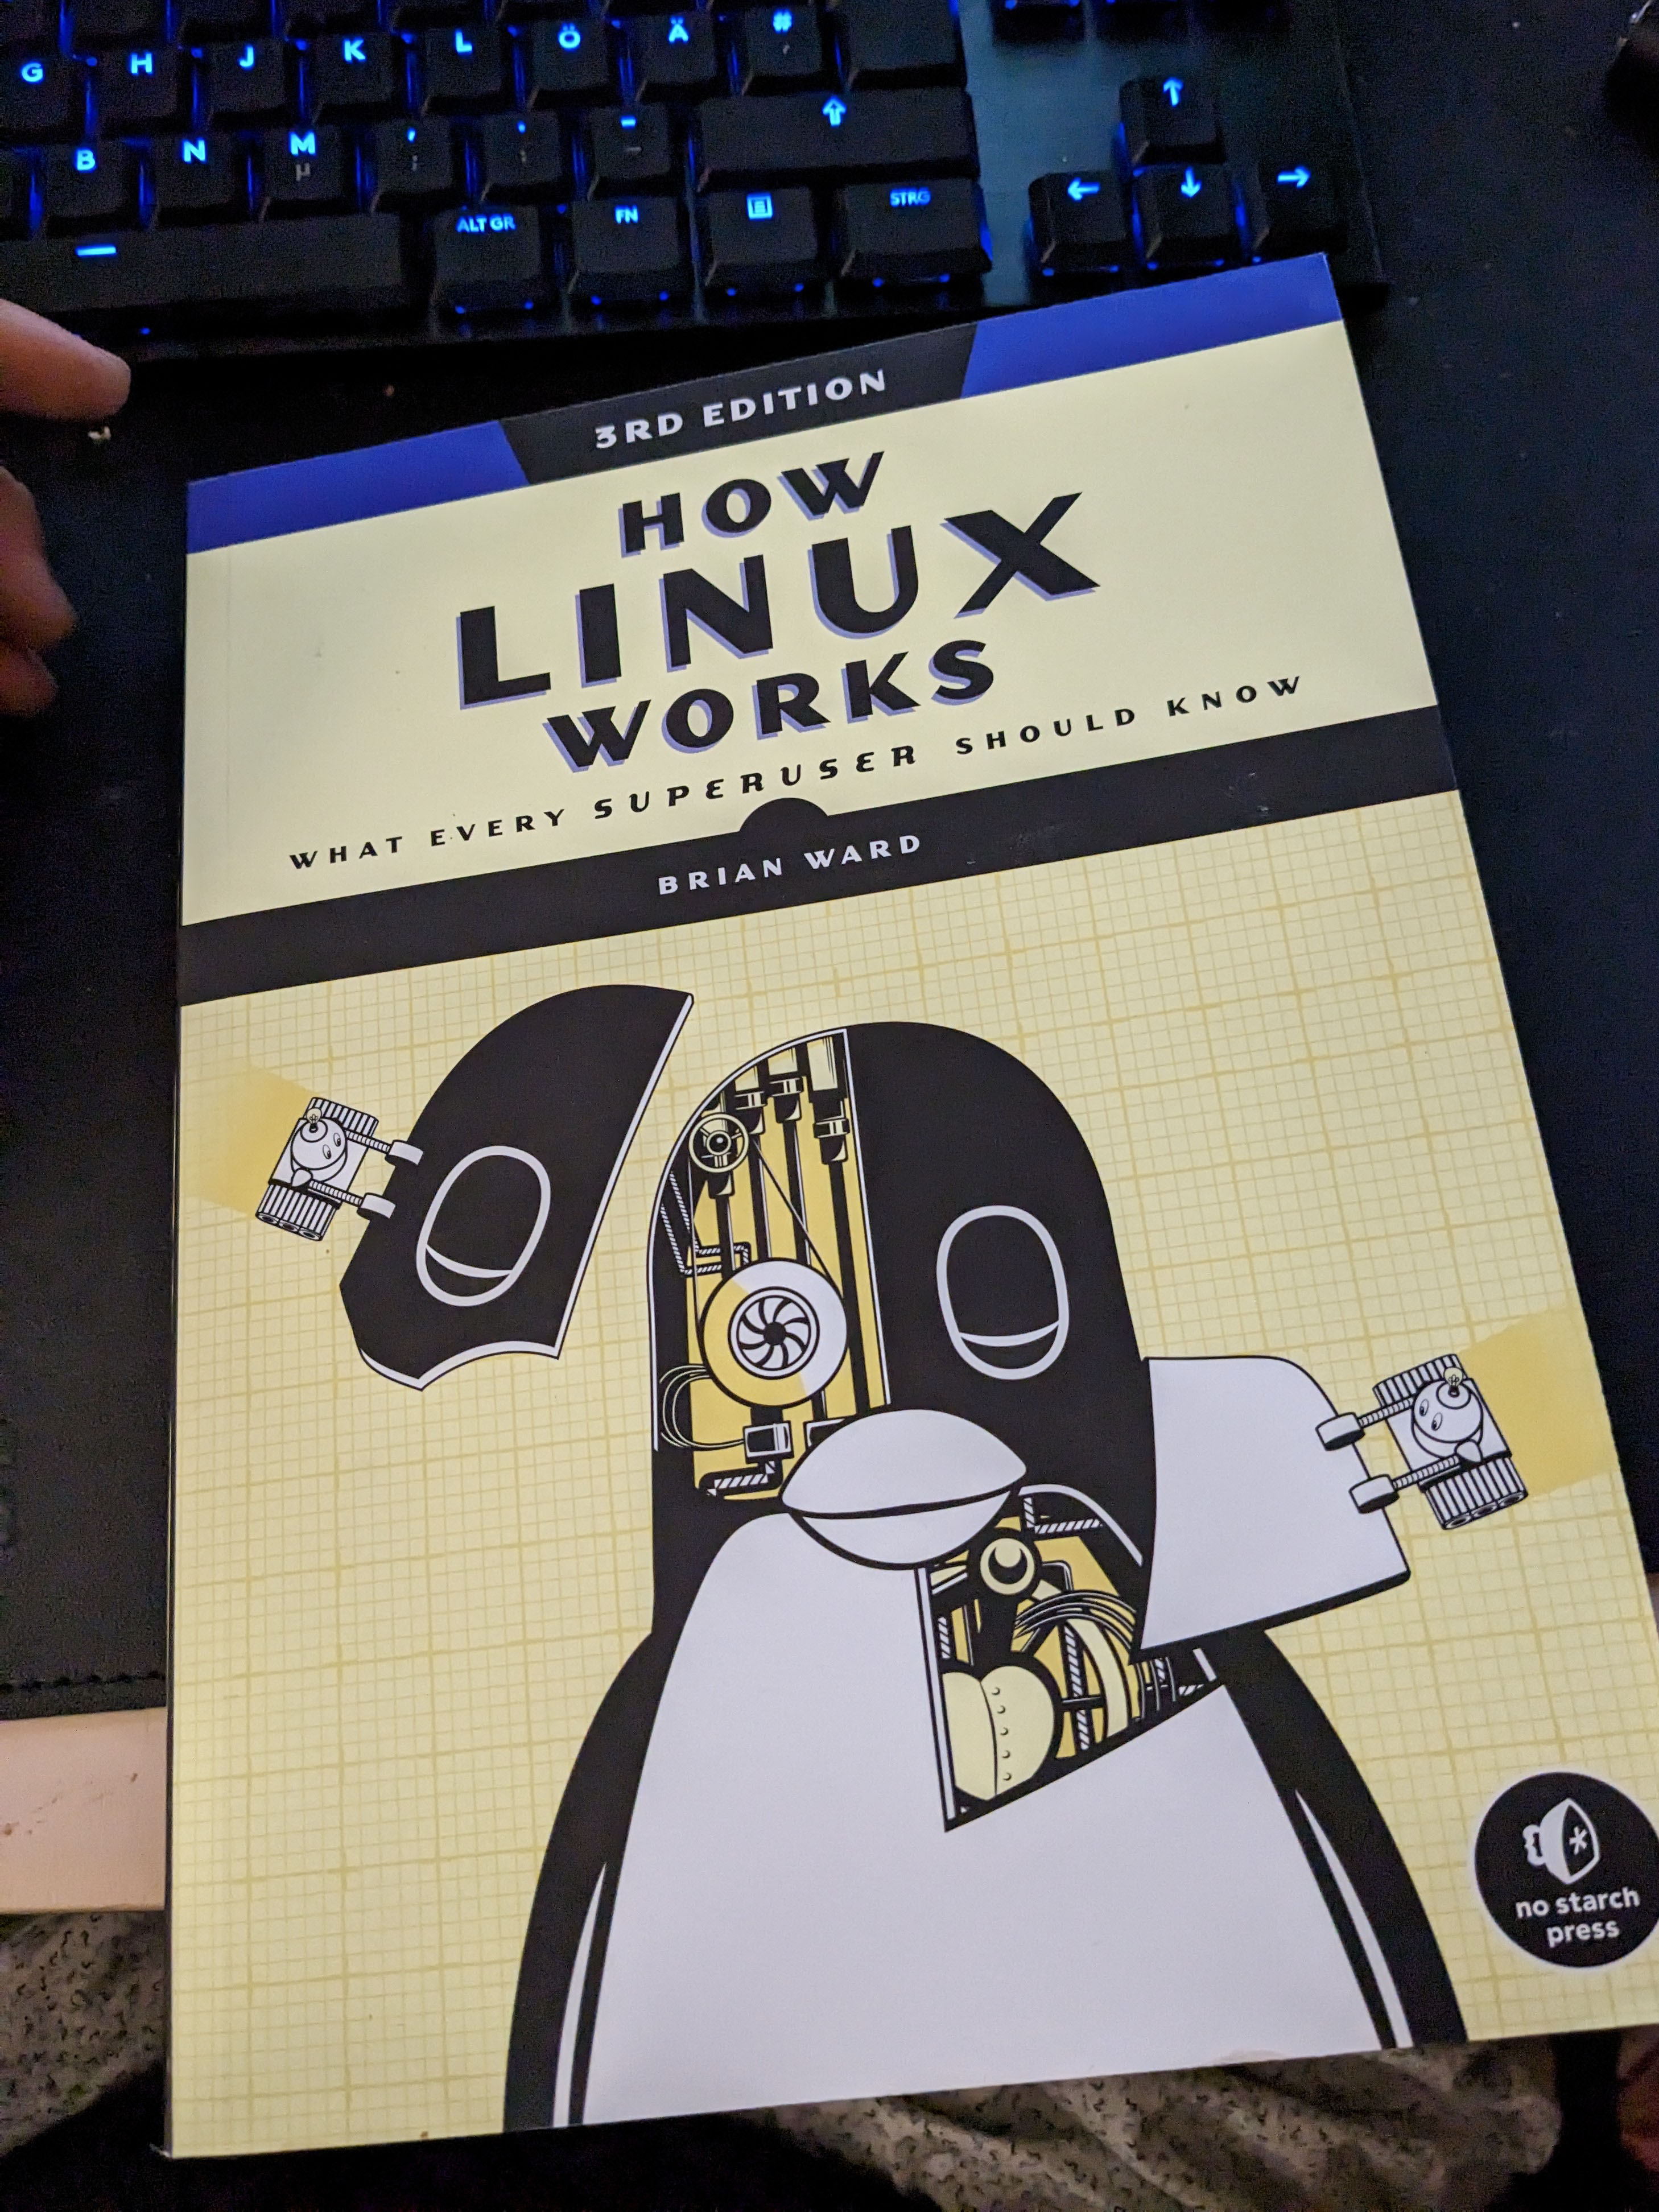 G H J K L Ö Ä #
'
B N M , . -
µ ; : _
ALT GR FN STRG
3RD EDITION
HOW
LINUX
WORKS
WHAT EVERY SUPERUSER SHOULD KNOW
BRIAN WARD
no starch
press